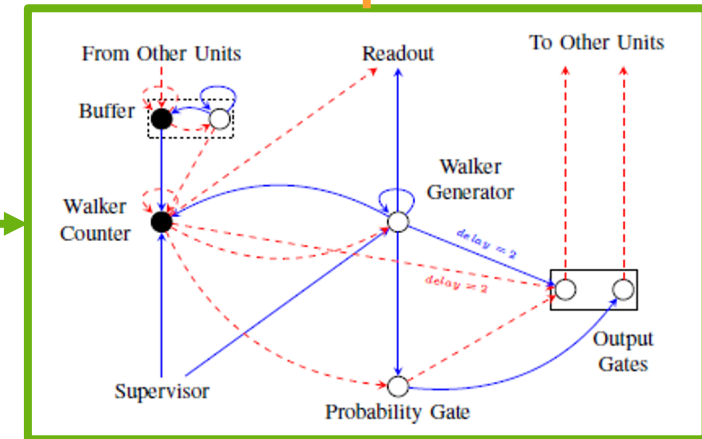 From Other Units
Readout
To Other Units
Buffer
Walker
Generator
Walker
Counter
delay = 2
delay = 2
Output
Gates
Supervisor
Probability Gate